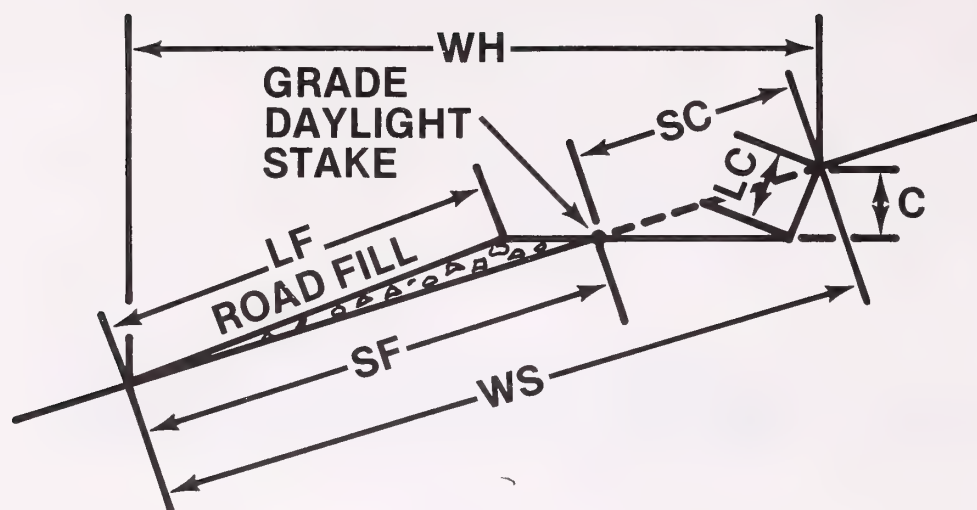 WH
GRADE
DAYLIGHT
STAKE
SC
LC
C
LF
ROAD FILL
SF
WS